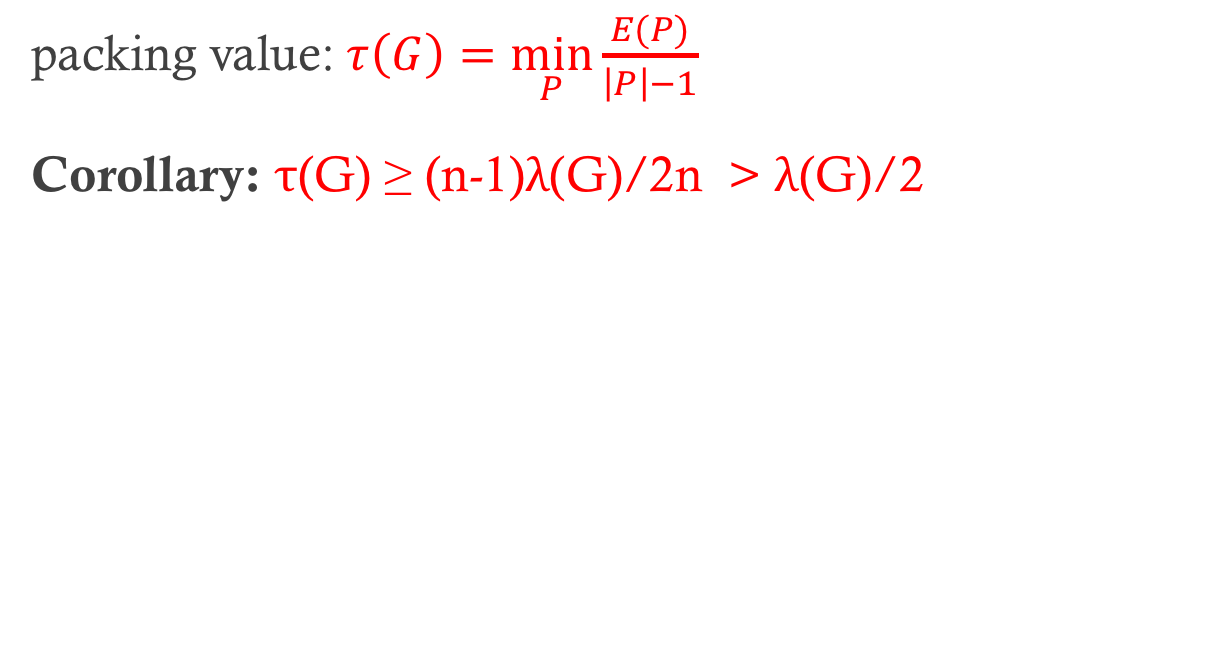 packing value: τ(G) = min_P E(P)/(|P|−1)
Corollary: τ(G) ≥ (n-1)λ(G)/2n > λ(G)/2